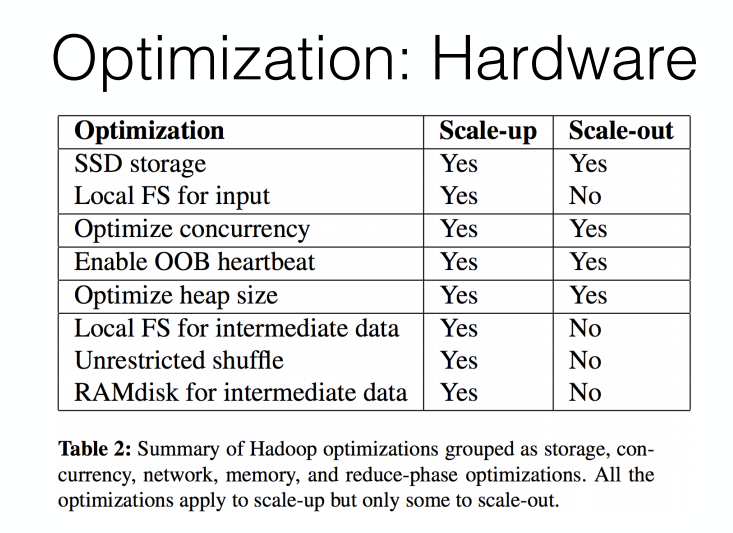 Optimization: Hardware
Optimization Scale-up Scale-out
SSD storage Yes Yes
Local FS for input Yes No
Optimize concurrency Yes Yes
Enable OOB heartbeat Yes Yes
Optimize heap size Yes Yes
Local FS for intermediate data Yes No
Unrestricted shuffle Yes No
RAMdisk for intermediate data Yes No
Table 2: Summary of Hadoop optimizations grouped as storage, con-
currency, network, memory, and reduce-phase optimizations. All the
optimizations apply to scale-up but only some to scale-out.